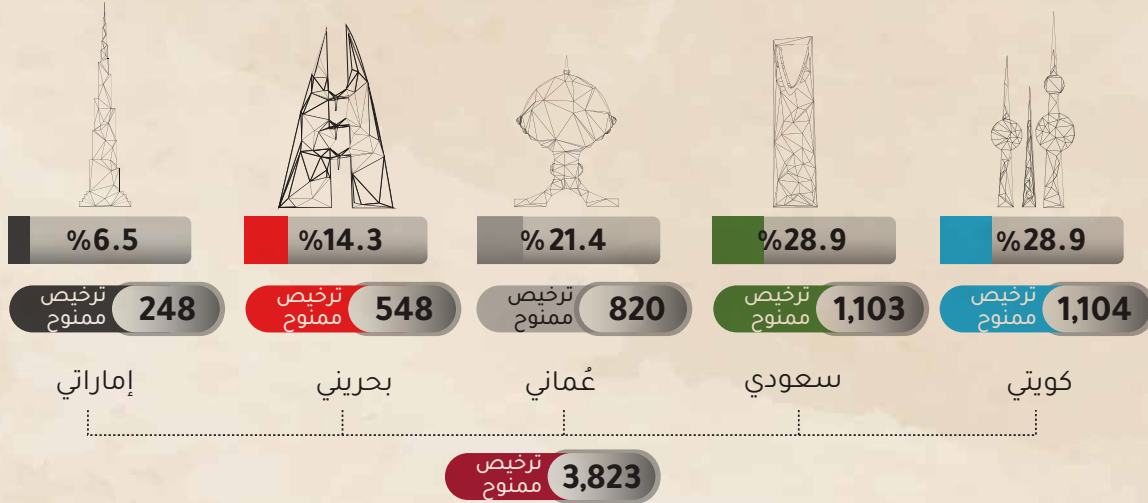 %28.9
%28.9
%21.4
%14.3
%6.5
1,104 ترخيص
ممنوح
1,103 ترخيص
ممنوح
820 ترخيص
ممنوح
548 ترخيص
ممنوح
248 ترخيص
ممنوح
كويتي
سعودي
عُماني
بحريني
إماراتي
3,823 ترخيص
ممنوح